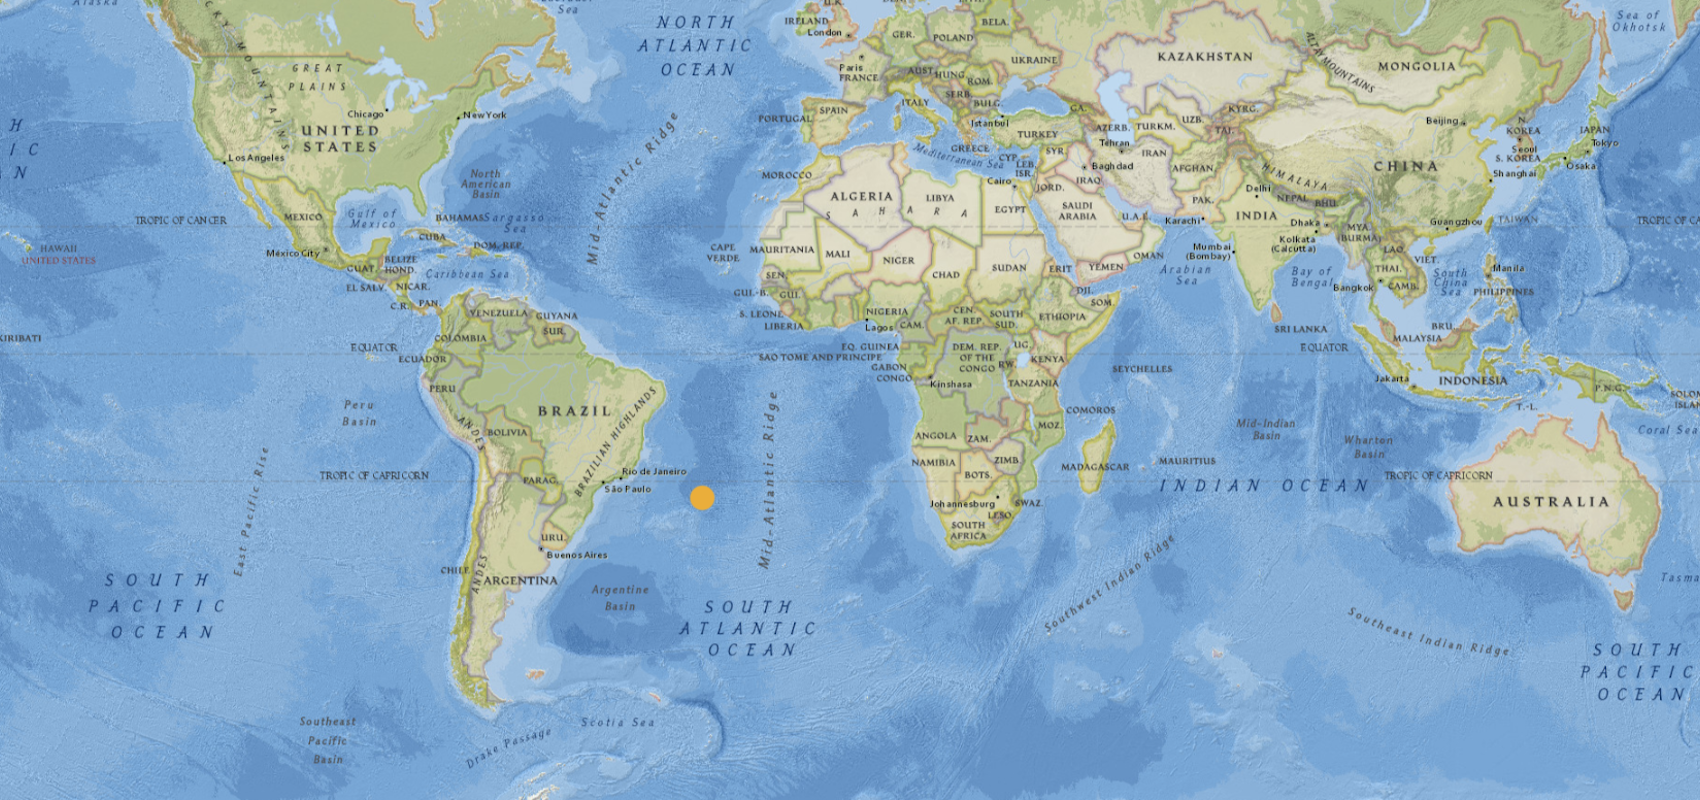 Alaska
Sea
U.K.
Sea of
Okhotsk
NORTH
ATLANTIC
OCEAN
IRELAND
London
GER.
POLAND
BELA.
UKRAINE
KAZAKHSTAN
ALTAY MOUNTAINS
MONGOLIA
ROCKY MOUNTAINS
GREAT
PLAINS
Paris
FRANCE
AUST.
HUNG.
ROM.
SERB.
BULG.
ITALY
Chicago
New York
UNITED
STATES
PORTUGAL
SPAIN
Istanbul
TURKEY
GREECE
GA.
AZERB.
TURKM.
UZB.
KYRG.
TAJ.
Beijing
N.
KOREA
Seoul
S. KOREA
JAPAN
Tokyo
Osaka
H
I C
A N
Los Angeles
Mid-Atlantic Ridge
Mediterranean Sea
CYP.
LEB.
ISR.
SYR.
Tehran
IRAN
Baghdad
IRAQ
JORD.
Cairo
AFGHAN.
HIMALAYA
CHINA
Shanghai
North
American
Basin
MOROCCO
ALGERIA
LIBYA
EGYPT
SAHARA
SAUDI
ARABIA
U.A.E.
PAK.
Karachi
Delhi
NEPAL
BHU.
INDIA
Dhaka
Kolkata
(Calcutta)
MYA.
BURMA
Guangzhou
TAIWAN
TROPIC OF CANCER
TROPIC OF C
MEXICO
Gulf of
Mexico
BAHAMAS
Sargasso
Sea
CUBA
DOM. REP.
Mexico City
BELIZE
HOND.
GUAT.
EL SALV.
NICAR.
Caribbean Sea
C.R.
PAN.
HAWAII
UNITED STATES
CAPE
VERDE
MAURITANIA
MALI
NIGER
CHAD
SUDAN
ERIT
YEMEN
OMAN
DJI.
Arabian
Sea
Mumbai
(Bombay)
Bay of
Bengal
LAO.
VIET.
THAI.
Bangkok
CAMB.
South
China
Sea
Manila
PHILIPPINES
SEN.
GUL-B.
GUI.
S. LEONE
LIBERIA
NIGERIA
Lagos
CAM.
CEN.
AF. REP.
SOUTH
SUD.
ETHIOPIA
SOM.
SRI LANKA
BRU.
MALAYSIA
KIRIBATI
VENEZUELA
GUYANA
SUR.
COLOMBIA
EQUATOR
ECUADOR
EQ. GUINEA
SAO TOME AND PRINCIPE
GABON
CONGO
DEM. REP.
OF THE
CONGO
UG.
RW.
KENYA
Kinshasa
TANZANIA
SEYCHELLES
EQUATOR
Jakarta
INDONESIA
T.-L.
P.N.G.
SOLOM
ISLAN
Coral Sea
PERU
Peru
Basin
ANDES
BRAZIL
BRAZILIAN HIGHLANDS
BOLIVIA
PARAG.
Mid-Atlantic Ridge
ANGOLA
ZAM.
MOZ.
COMOROS
NAMIBIA
ZIMB.
BOTS.
MADAGASCAR
MAURITIUS
Mid-Indian
Basin
Wharton
Basin
TROPIC OF CAPRICORN
Rio de Janeiro
São Paulo
TROPIC OF CAPRICORN
INDIAN OCEAN
AUSTRALIA
East Pacific Rise
Johannesburg
SWAZ.
LESO.
SOUTH
AFRICA
URU.
Buenos Aires
CHILE
ANDES
ARGENTINA
Argentine
Basin
Southwest Indian Ridge
Southeast Indian Ridge
Tasma
SOUTH
PACIFIC
OCEAN
SOUTH
ATLANTIC
OCEAN
SOUTH
PACIFIC
OCEAN
Southeast
Pacific
Basin
Drake Passage
Scotia Sea